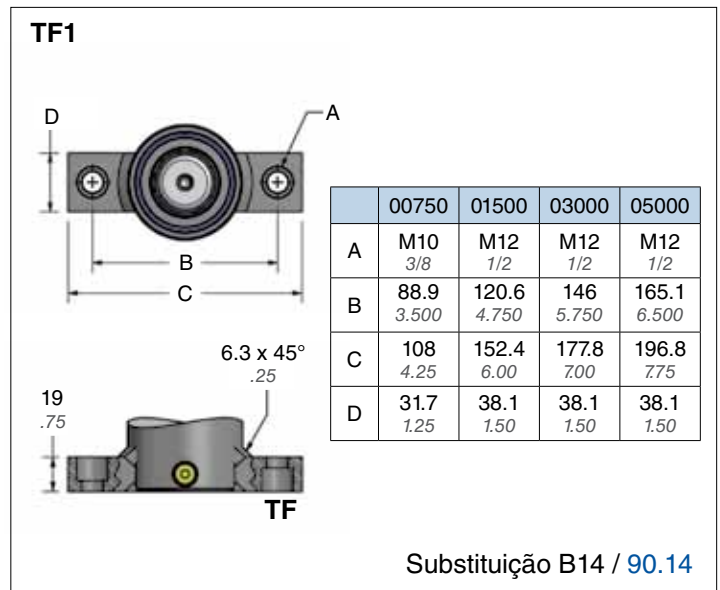 TF1
D
A
B
C
6.3 x 45°
.25
19
.75
TF
00750 01500 03000 05000
A M10 M12 M12 M12
3/8 1/2 1/2 1/2
B 88.9 120.6 146 165.1
3.500 4.750 5.750 6.500
C 108 152.4 177.8 196.8
4.25 6.00 7.00 7.75
D 31.7 38.1 38.1 38.1
1.25 1.50 1.50 1.50
Substituição B14 / 90.14